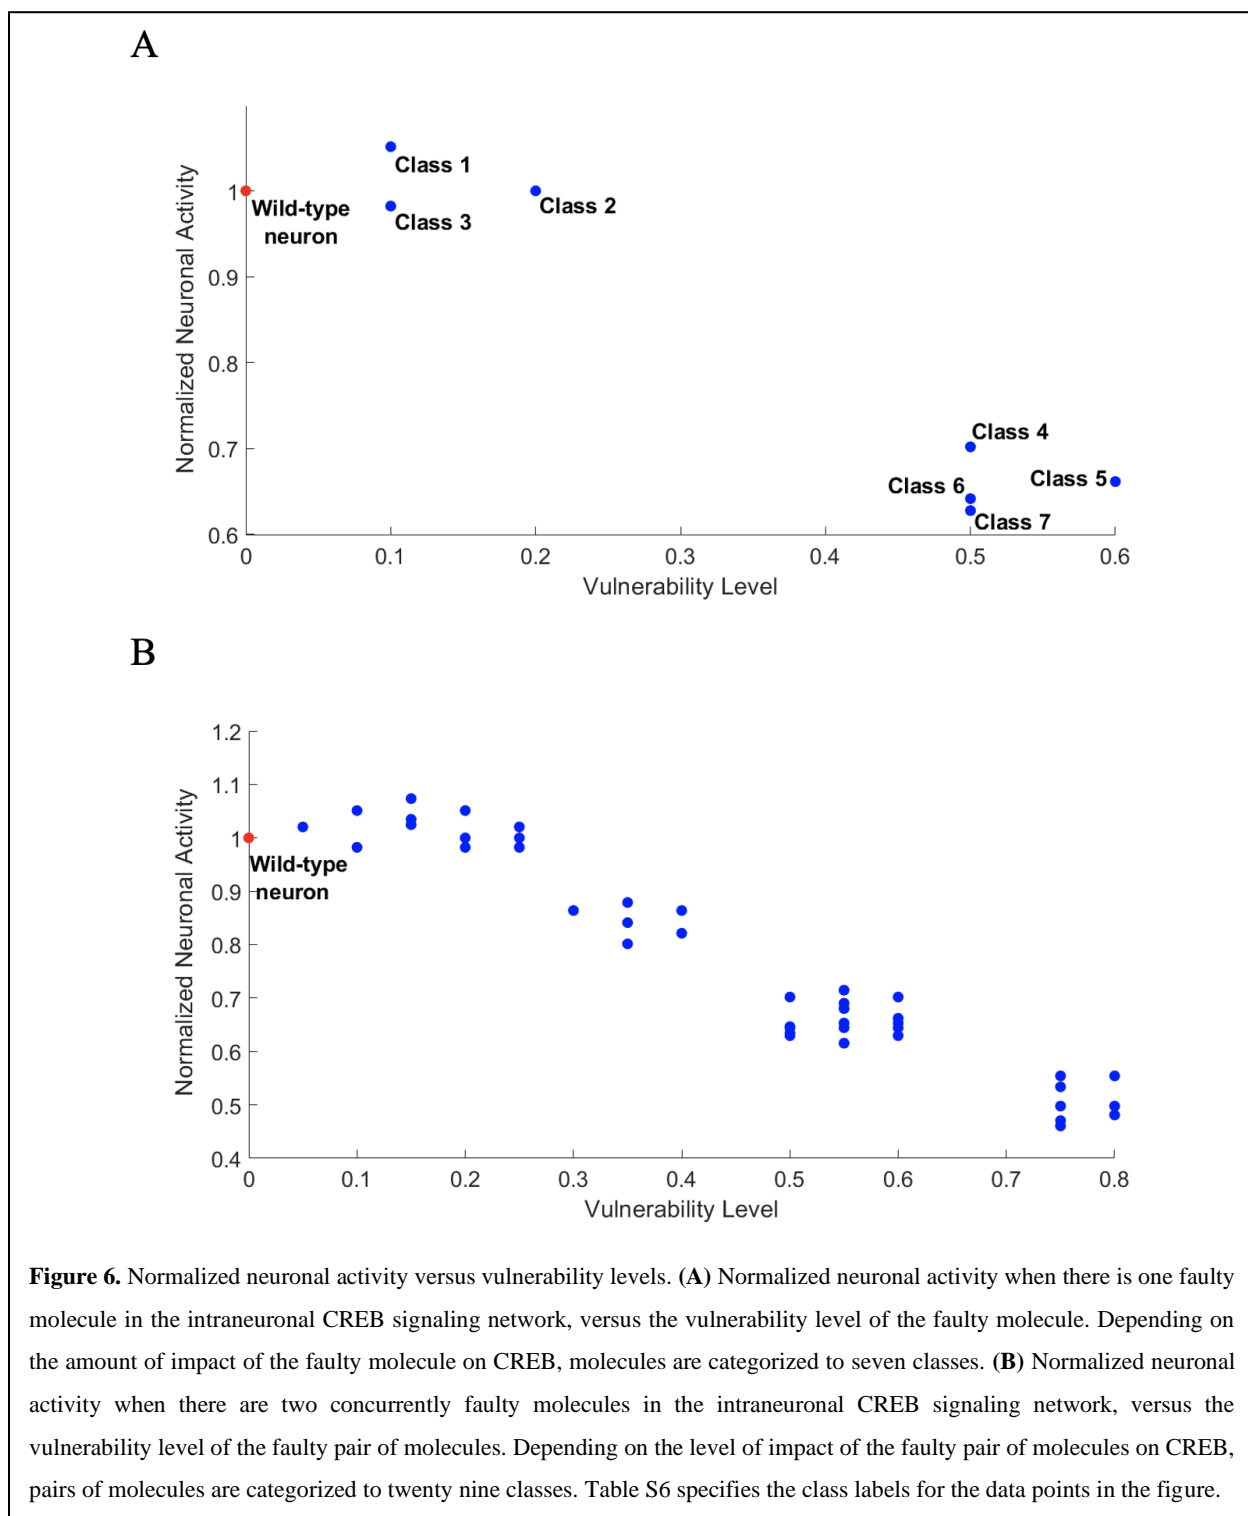 A
Normalized Neuronal Activity
1
0.9
0.8
0.7
0.6
Class 1
Class 2
Class 3
Wild-type
neuron
Class 4
Class 5
Class 6
Class 7
0 0.1 0.2 0.3 0.4 0.5 0.6
Vulnerability Level
B
Normalized Neuronal Activity
1.2
1.1
1
0.9
0.8
0.7
0.6
0.5
0.4
Wild-type
neuron
0 0.1 0.2 0.3 0.4 0.5 0.6 0.7 0.8
Vulnerability Level
Figure 6. Normalized neuronal activity versus vulnerability levels. (A) Normalized neuronal activity when there is one faulty
molecule in the intraneuronal CREB signaling network, versus the vulnerability level of the faulty molecule. Depending on
the amount of impact of the faulty molecule on CREB, molecules are categorized to seven classes. (B) Normalized neuronal
activity when there are two concurrently faulty molecules in the intraneuronal CREB signaling network, versus the
vulnerability level of the faulty pair of molecules. Depending on the level of impact of the faulty pair of molecules on CREB,
pairs of molecules are categorized to twenty nine classes. Table S6 specifies the class labels for the data points in the figure.